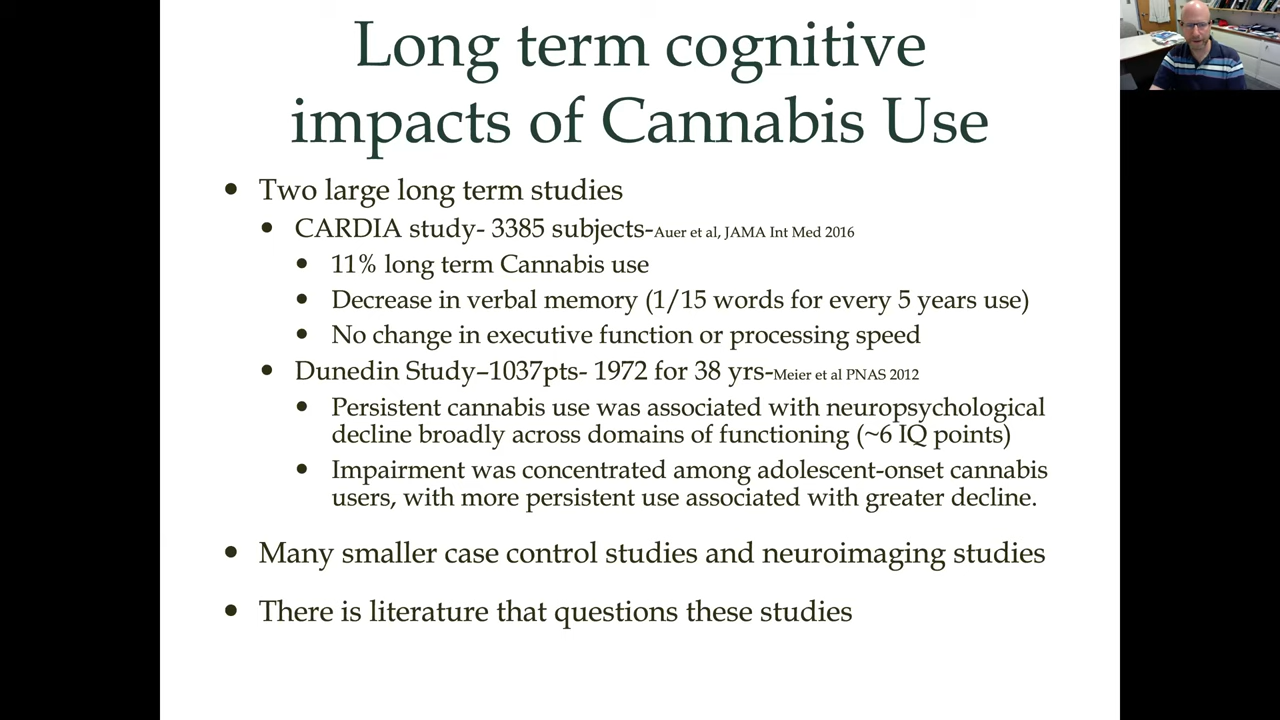 Long term cognitive
impacts of Cannabis Use
• Two large long term studies
• CARDIA study- 3385 subjects-Auer et al, JAMA Int Med 2016
• 11% long term Cannabis use
• Decrease in verbal memory (1/15 words for every 5 years use)
• No change in executive function or processing speed
• Dunedin Study–1037pts- 1972 for 38 yrs-Meier et al PNAS 2012
• Persistent cannabis use was associated with neuropsychological
decline broadly across domains of functioning (~6 IQ points)
• Impairment was concentrated among adolescent-onset cannabis
users, with more persistent use associated with greater decline.
• Many smaller case control studies and neuroimaging studies
• There is literature that questions these studies